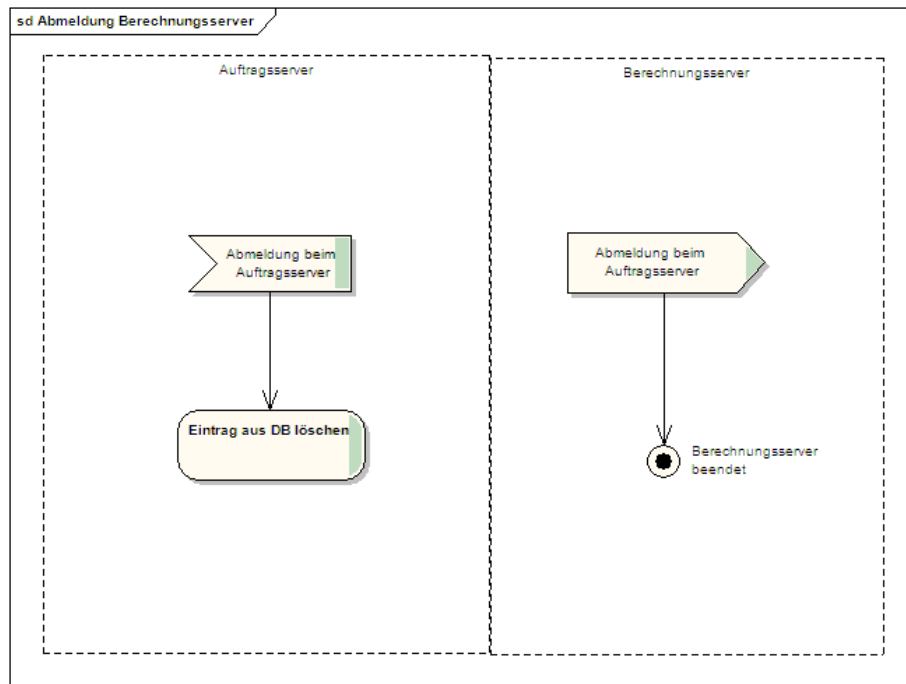 sd Abmeldung Berechnungsserver
Auftragsserver
Berechnungsserver
Abmeldung beim
Auftragsserver
Abmeldung beim
Auftragsserver
Eintrag aus DB löschen
Berechnungsserver
beendet